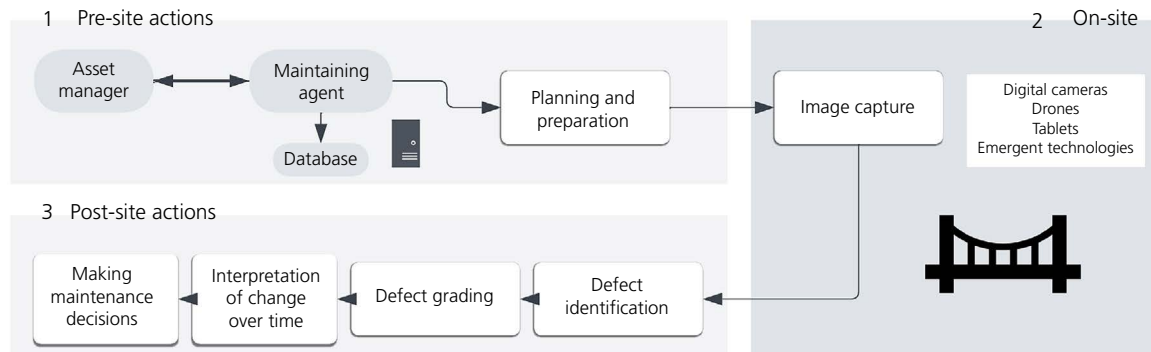 1 Pre-site actions
Asset
manager
Maintaining
agent
Database
Planning and
preparation
2 On-site
Image capture
Digital cameras
Drones
Tablets
Emergent technologies
3 Post-site actions
Making
maintenance
decisions
Interpretation
of change
over time
Defect grading
Defect
identification